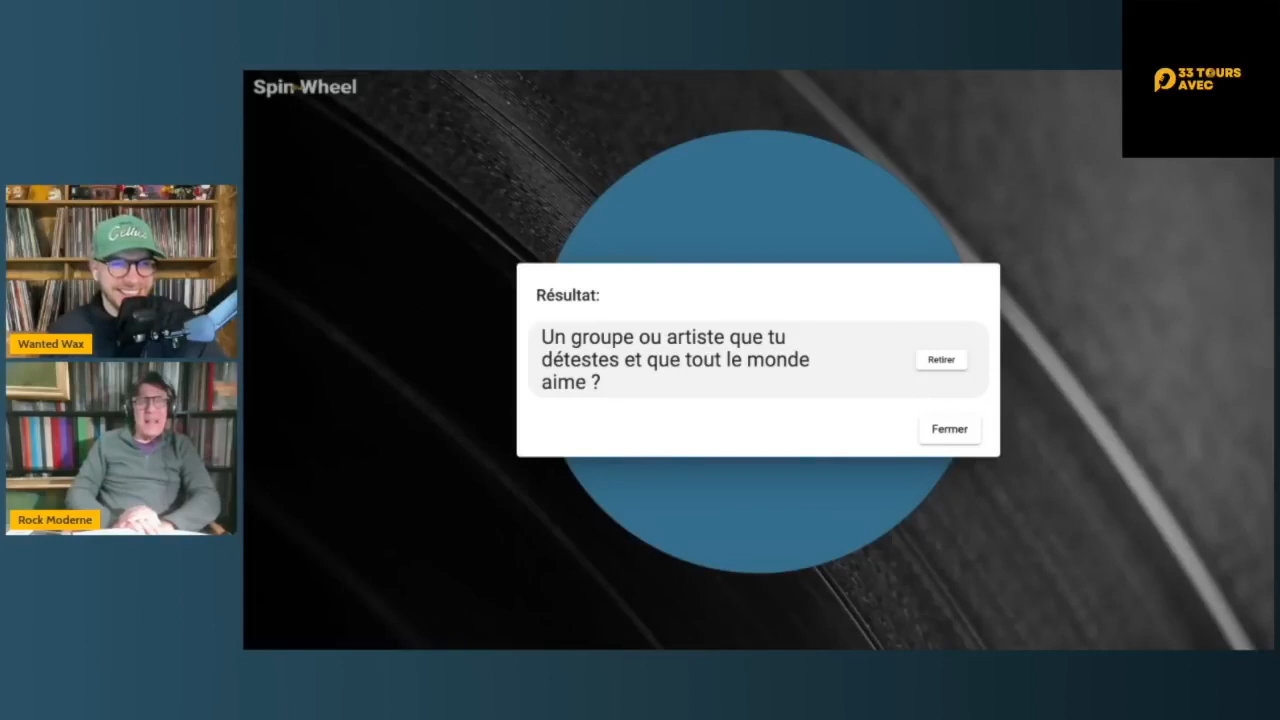 33 TOURS
AVEC
Spin-Wheel
Celtics
Wanted Wax
Rock Moderne
Résultat:
Un groupe ou artiste que tu
détestes et que tout le monde
aime ?
Retirer
Fermer